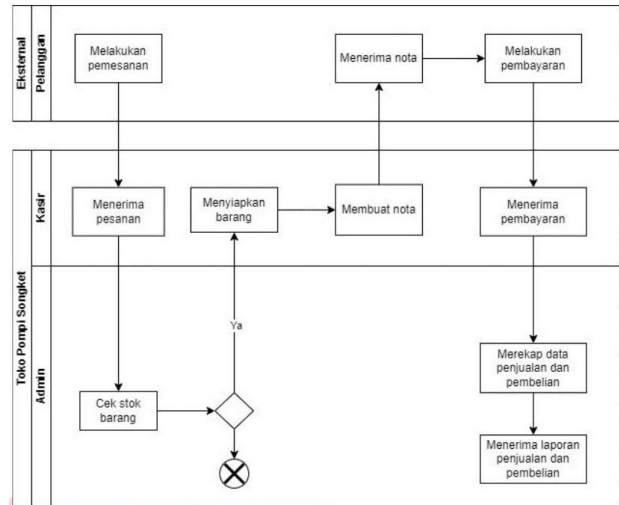 Eksternal
Pelanggan
Melakukan
pemesanan
Menerima nota
Melakukan
pembayaran
Toko Pompi Songket
Kasir
Menerima
pesanan
Menyiapkan
barang
Membuat nota
Menerima
pembayaran
Admin
Ya
Cek stok
barang
Merekap data
penjualan dan
pembelian
Menerima laporan
penjualan dan
pembelian